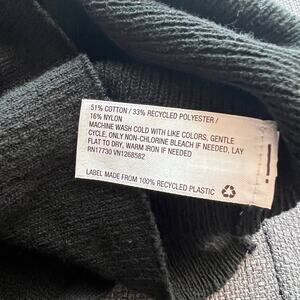 51% COTTON / 33% RECYCLED POLYESTER /
16% NYLON
MACHINE WASH COLD WITH LIKE COLORS, GENTLE
CYCLE, ONLY NON-CHLORINE BLEACH IF NEEDED, LAY
FLAT TO DRY, WARM IRON IF NEEDED
RN17730 VN1268582
LABEL MADE FROM 100% RECYCLED PLASTIC